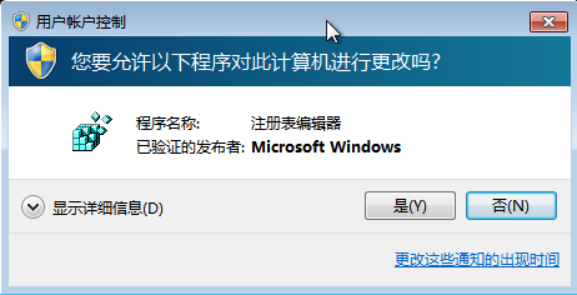 用户帐户控制
您要允许以下程序对此计算机进行更改吗?
程序名称: 注册表编辑器
已验证的发布者: Microsoft Windows
显示详细信息(D)
是(Y) 否(N)
更改这些通知的出现时间